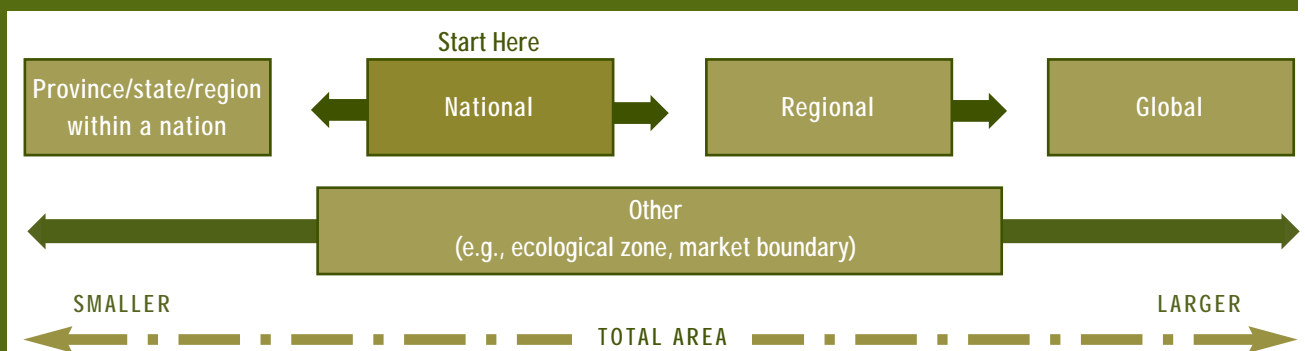 Start Here
Province/state/region
within a nation
National
Regional
Global
Other
(e.g., ecological zone, market boundary)
SMALLER
LARGER
TOTAL AREA